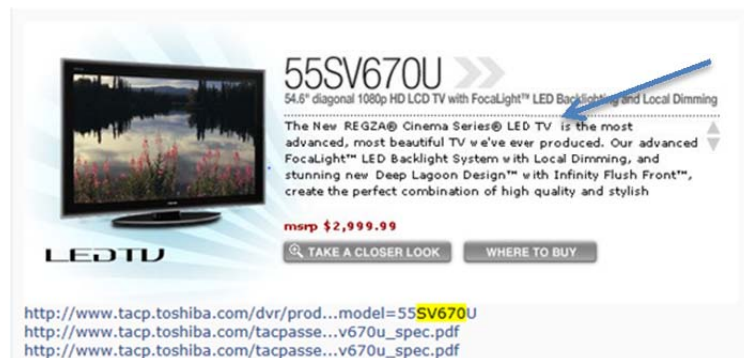 55SV670U
54.6" diagonal 1080p HD LCD TV with FocaLight™ LED Backlighting and Local Dimming
The New REGZA® Cinema Series® LED TV is the most
advanced, most beautiful TV we've ever produced. Our advanced
FocaLight™ LED Backlight System with Local Dimming, and
stunning new Deep Lagoon Design™ with Infinity Flush Front™,
create the perfect combination of high quality and stylish
msrp $2,999.99
LEDTV
TAKE A CLOSER LOOK
WHERE TO BUY
http://www.tacp.toshiba.com/dvr/prod...model=55SV670U
http://www.tacp.toshiba.com/tacpasse...v670u_spec.pdf
http://www.tacp.toshiba.com/tacpasse...v670u_spec.pdf